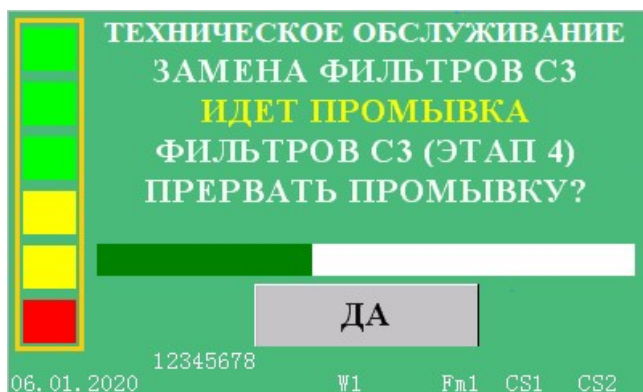 ТЕХНИЧЕСКОЕ ОБСЛУЖИВАНИЕ
ЗАМЕНА ФИЛЬТРОВ С3
ИДЕТ ПРОМЫВКА
ФИЛЬТРОВ С3 (ЭТАП 4)
ПРЕРВАТЬ ПРОМЫВКУ?
ДА
12345678
06.01.2020 W1 Fm1 CS1 CS2